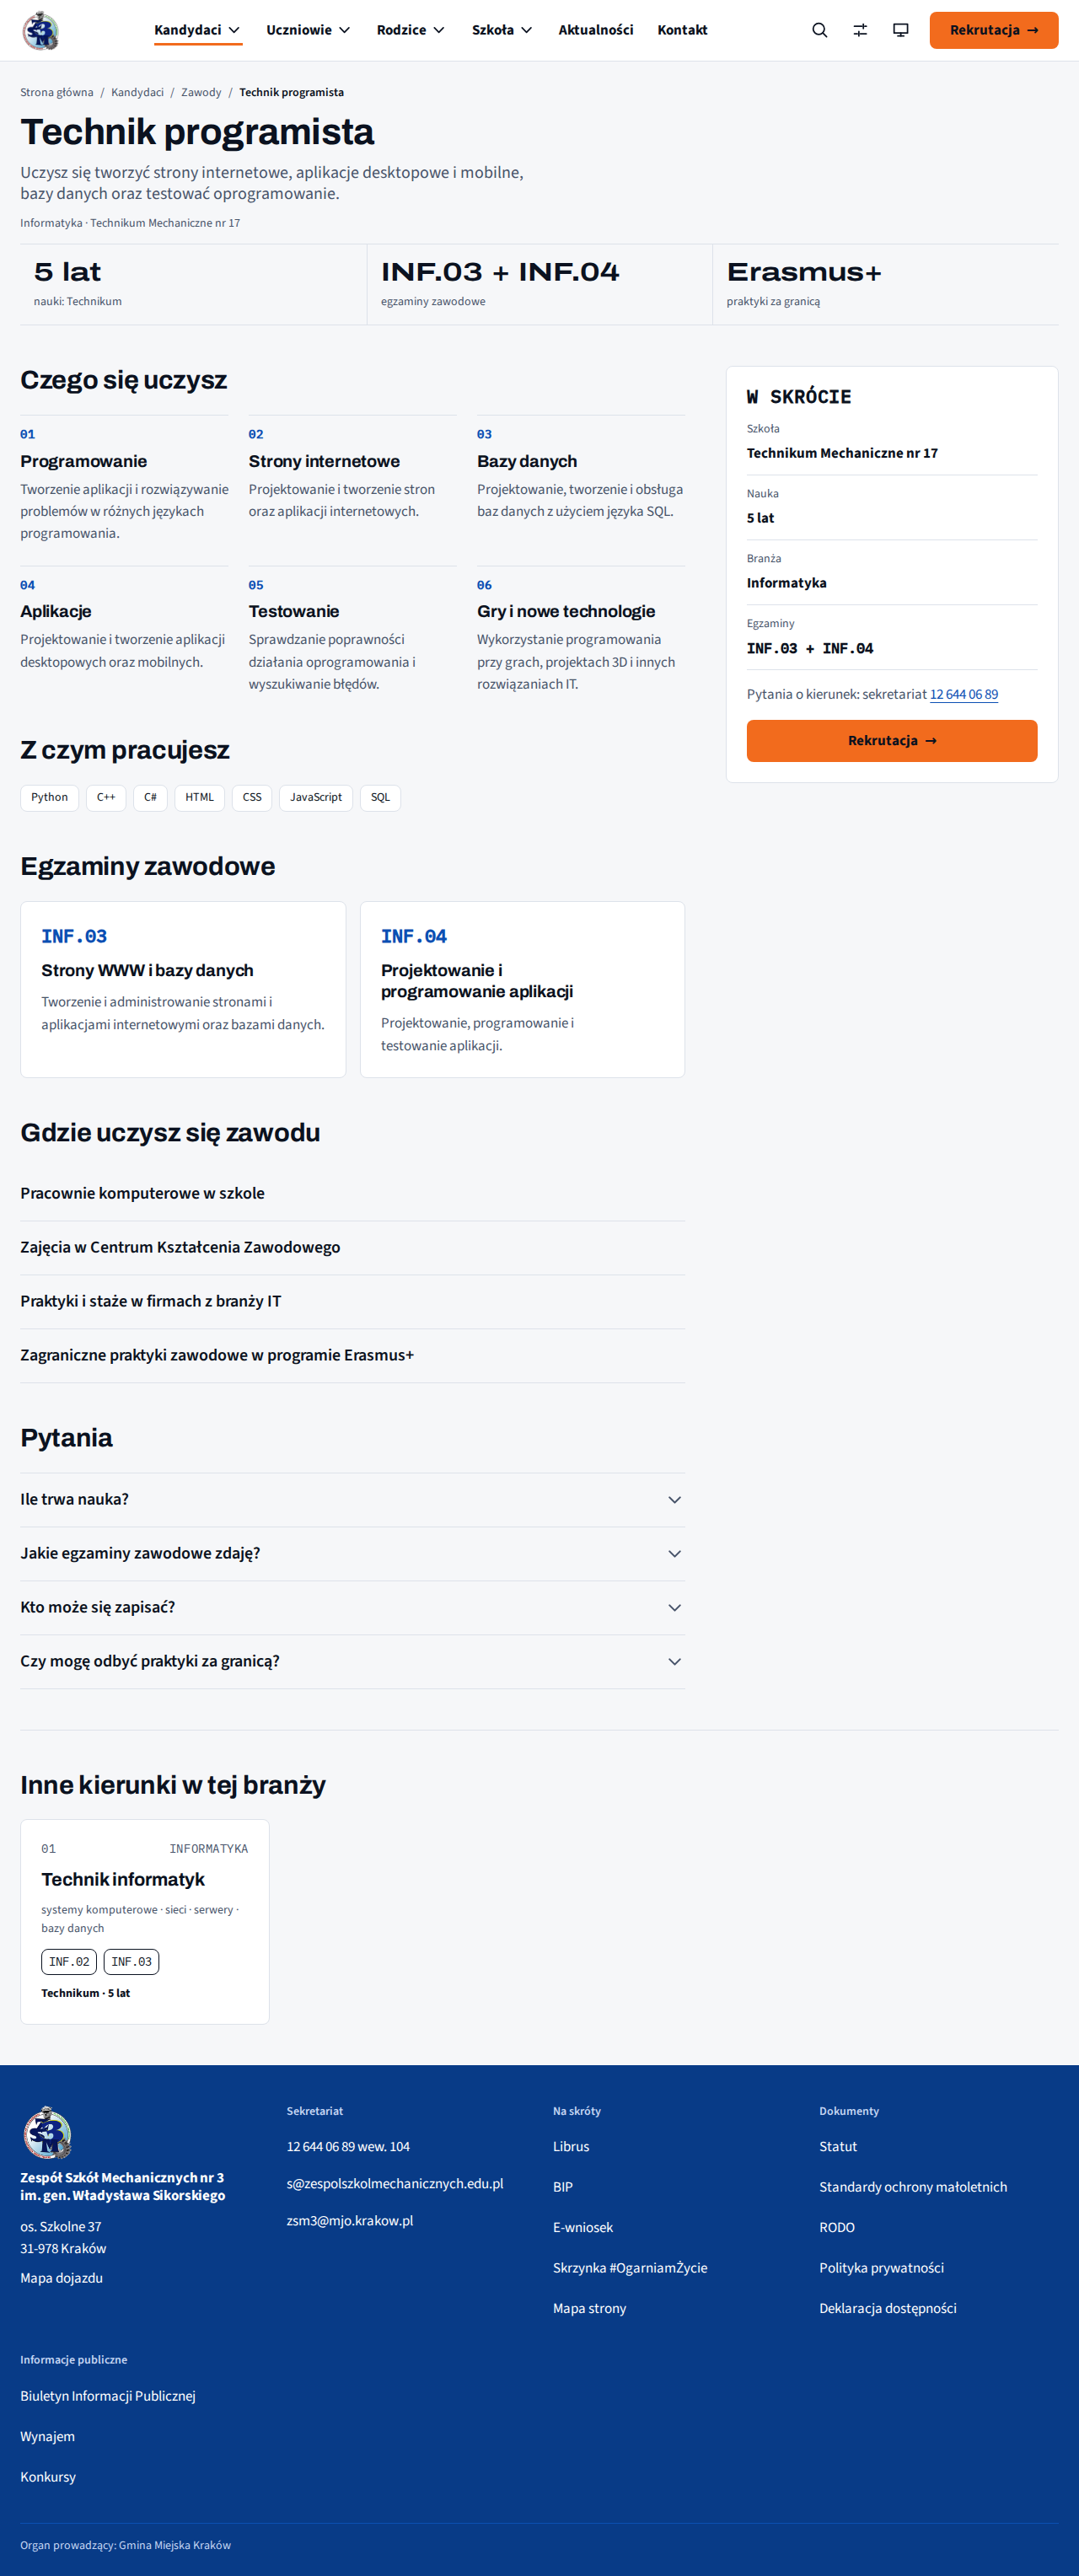 Kandydaci
Uczniowie
Rodzice
Szkoła
Aktualności
Kontakt
Rekrutacja →
Strona główna / Kandydaci / Zawody / Technik programista
Technik programista
Uczysz się tworzyć strony internetowe, aplikacje desktopowe i mobilne,
bazy danych oraz testować oprogramowanie.
Informatyka · Technikum Mechaniczne nr 17
5 lat
nauki: Technikum
INF.03 + INF.04
egzaminy zawodowe
Erasmus+
praktyki za granicą
Czego się uczysz
01
Programowanie
Tworzenie aplikacji i rozwiązywanie
problemów w różnych językach
programowania.
02
Strony internetowe
Projektowanie i tworzenie stron
oraz aplikacji internetowych.
03
Bazy danych
Projektowanie, tworzenie i obsługa
baz danych z użyciem języka SQL.
04
Aplikacje
Projektowanie i tworzenie aplikacji
desktopowych oraz mobilnych.
05
Testowanie
Sprawdzanie poprawności
działania oprogramowania i
wyszukiwanie błędów.
06
Gry i nowe technologie
Wykorzystanie programowania
przy grach, projektach 3D i innych
rozwiązaniach IT.
W SKRÓCIE
Szkoła
Technikum Mechaniczne nr 17
Nauka
5 lat
Branża
Informatyka
Egzaminy
INF.03 + INF.04
Pytania o kierunek: sekretariat 12 644 06 89
Rekrutacja →
Z czym pracujesz
Python
C++
C#
HTML
CSS
JavaScript
SQL
Egzaminy zawodowe
INF.03
Strony WWW i bazy danych
Tworzenie i administrowanie stronami i
aplikacjami internetowymi oraz bazami danych.
INF.04
Projektowanie i
programowanie aplikacji
Projektowanie, programowanie i
testowanie aplikacji.
Gdzie uczysz się zawodu
Pracownie komputerowe w szkole
Zajęcia w Centrum Kształcenia Zawodowego
Praktyki i staże w firmach z branży IT
Zagraniczne praktyki zawodowe w programie Erasmus+
Pytania
Ile trwa nauka?
Jakie egzaminy zawodowe zdaję?
Kto może się zapisać?
Czy mogę odbyć praktyki za granicą?
Inne kierunki w tej branży
01
INFORMATYKA
Technik informatyk
systemy komputerowe · sieci · serwery ·
bazy danych
INF.02
INF.03
Technikum · 5 lat
Zespół Szkół Mechanicznych nr 3
im. gen. Władysława Sikorskiego
os. Szkolne 37
31-978 Kraków
Mapa dojazdu
Sekretariat
12 644 06 89 wew. 104
s@zespolszkolmechanicznych.edu.pl
zsm3@mjo.krakow.pl
Na skróty
Librus
BIP
E-wniosek
Skrzynka #OgarniamŻycie
Mapa strony
Dokumenty
Statut
Standardy ochrony małoletnich
RODO
Polityka prywatności
Deklaracja dostępności
Informacje publiczne
Biuletyn Informacji Publicznej
Wynajem
Konkursy
Organ prowadzący: Gmina Miejska Kraków